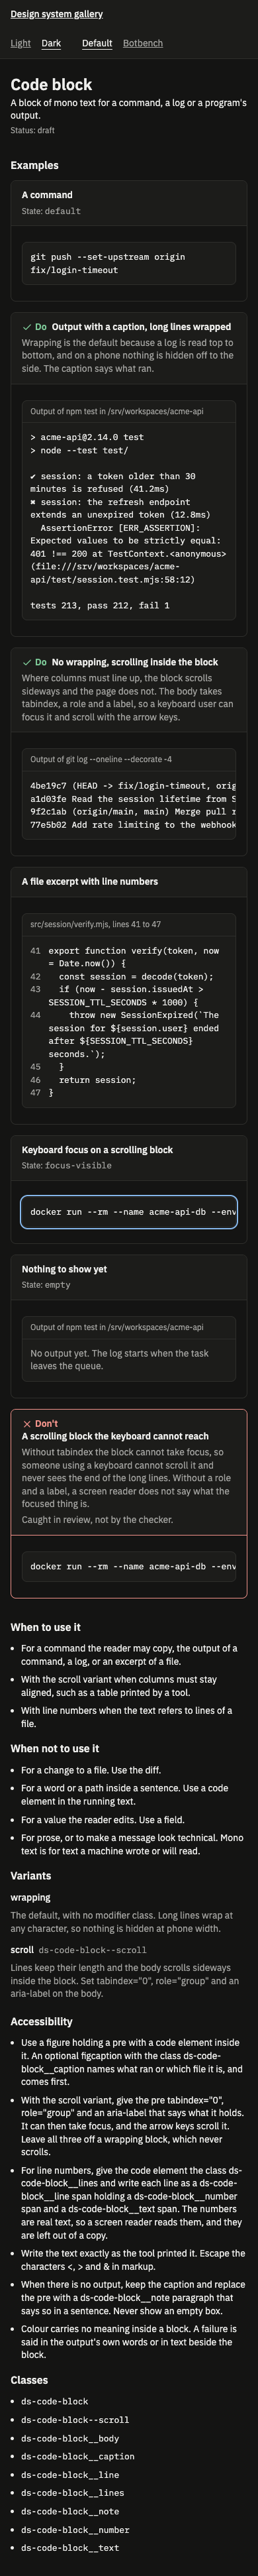 Design system gallery
Light Dark Default Botbench
Code block
A block of mono text for a command, a log or a program's
output.
Status: draft
Examples
A command
State: default
git push --set-upstream origin
fix/login-timeout
✓ Do Output with a caption, long lines wrapped
Wrapping is the default because a log is read top to
bottom, and on a phone nothing is hidden off to the
side. The caption says what ran.
Output of npm test in /srv/workspaces/acme-api
> acme-api@2.14.0 test
> node --test test/
✔ session: a token older than 30
minutes is refused (41.2ms)
✖ session: the refresh endpoint
extends an unexpired token (12.8ms)
AssertionError [ERR_ASSERTION]:
Expected values to be strictly equal:
401 !== 200 at TestContext.<anonymous>
(file:///srv/workspaces/acme-
api/test/session.test.mjs:58:12)
tests 213, pass 212, fail 1
✓ Do No wrapping, scrolling inside the block
Where columns must line up, the block scrolls
sideways and the page does not. The body takes
tabindex, a role and a label, so a keyboard user can
focus it and scroll with the arrow keys.
Output of git log --oneline --decorate -4
4be19c7 (HEAD -> fix/login-timeout, orig
a1d03fe Read the session lifetime from S
9f2c1ab (origin/main, main) Merge pull r
77e5b02 Add rate limiting to the webhook
A file excerpt with line numbers
src/session/verify.mjs, lines 41 to 47
41 export function verify(token, now
= Date.now()) {
42 const session = decode(token);
43 if (now - session.issuedAt >
SESSION_TTL_SECONDS * 1000) {
44 throw new SessionExpired(`The
session for ${session.user} ended
after ${SESSION_TTL_SECONDS}
seconds.`);
45 }
46 return session;
47 }
Keyboard focus on a scrolling block
State: focus-visible
docker run --rm --name acme-api-db --env
Nothing to show yet
State: empty
Output of npm test in /srv/workspaces/acme-api
No output yet. The log starts when the task
leaves the queue.
✕ Don't
A scrolling block the keyboard cannot reach
Without tabindex the block cannot take focus, so
someone using a keyboard cannot scroll it and
never sees the end of the long lines. Without a role
and a label, a screen reader does not say what the
focused thing is.
Caught in review, not by the checker.
docker run --rm --name acme-api-db --env
When to use it
• For a command the reader may copy, the output of a
command, a log, or an excerpt of a file.
• With the scroll variant when columns must stay
aligned, such as a table printed by a tool.
• With line numbers when the text refers to lines of a
file.
When not to use it
• For a change to a file. Use the diff.
• For a word or a path inside a sentence. Use a code
element in the running text.
• For a value the reader edits. Use a field.
• For prose, or to make a message look technical. Mono
text is for text a machine wrote or will read.
Variants
wrapping
The default, with no modifier class. Long lines wrap at
any character, so nothing is hidden at phone width.
scroll ds-code-block--scroll
Lines keep their length and the body scrolls sideways
inside the block. Set tabindex="0", role="group" and an
aria-label on the body.
Accessibility
• Use a figure holding a pre with a code element inside
it. An optional figcaption with the class ds-code-
block__caption names what ran or which file it is, and
comes first.
• With the scroll variant, give the pre tabindex="0",
role="group" and an aria-label that says what it holds.
It can then take focus, and the arrow keys scroll it.
Leave all three off a wrapping block, which never
scrolls.
• For line numbers, give the code element the class ds-
code-block__lines and write each line as a ds-code-
block__line span holding a ds-code-block__number
span and a ds-code-block__text span. The numbers
are real text, so a screen reader reads them, and they
are left out of a copy.
• Write the text exactly as the tool printed it. Escape the
characters <, > and & in markup.
• When there is no output, keep the caption and replace
the pre with a ds-code-block__note paragraph that
says so in a sentence. Never show an empty box.
• Colour carries no meaning inside a block. A failure is
said in the output's own words or in text beside the
block.
Classes
• ds-code-block
• ds-code-block--scroll
• ds-code-block__body
• ds-code-block__caption
• ds-code-block__line
• ds-code-block__lines
• ds-code-block__note
• ds-code-block__number
• ds-code-block__text